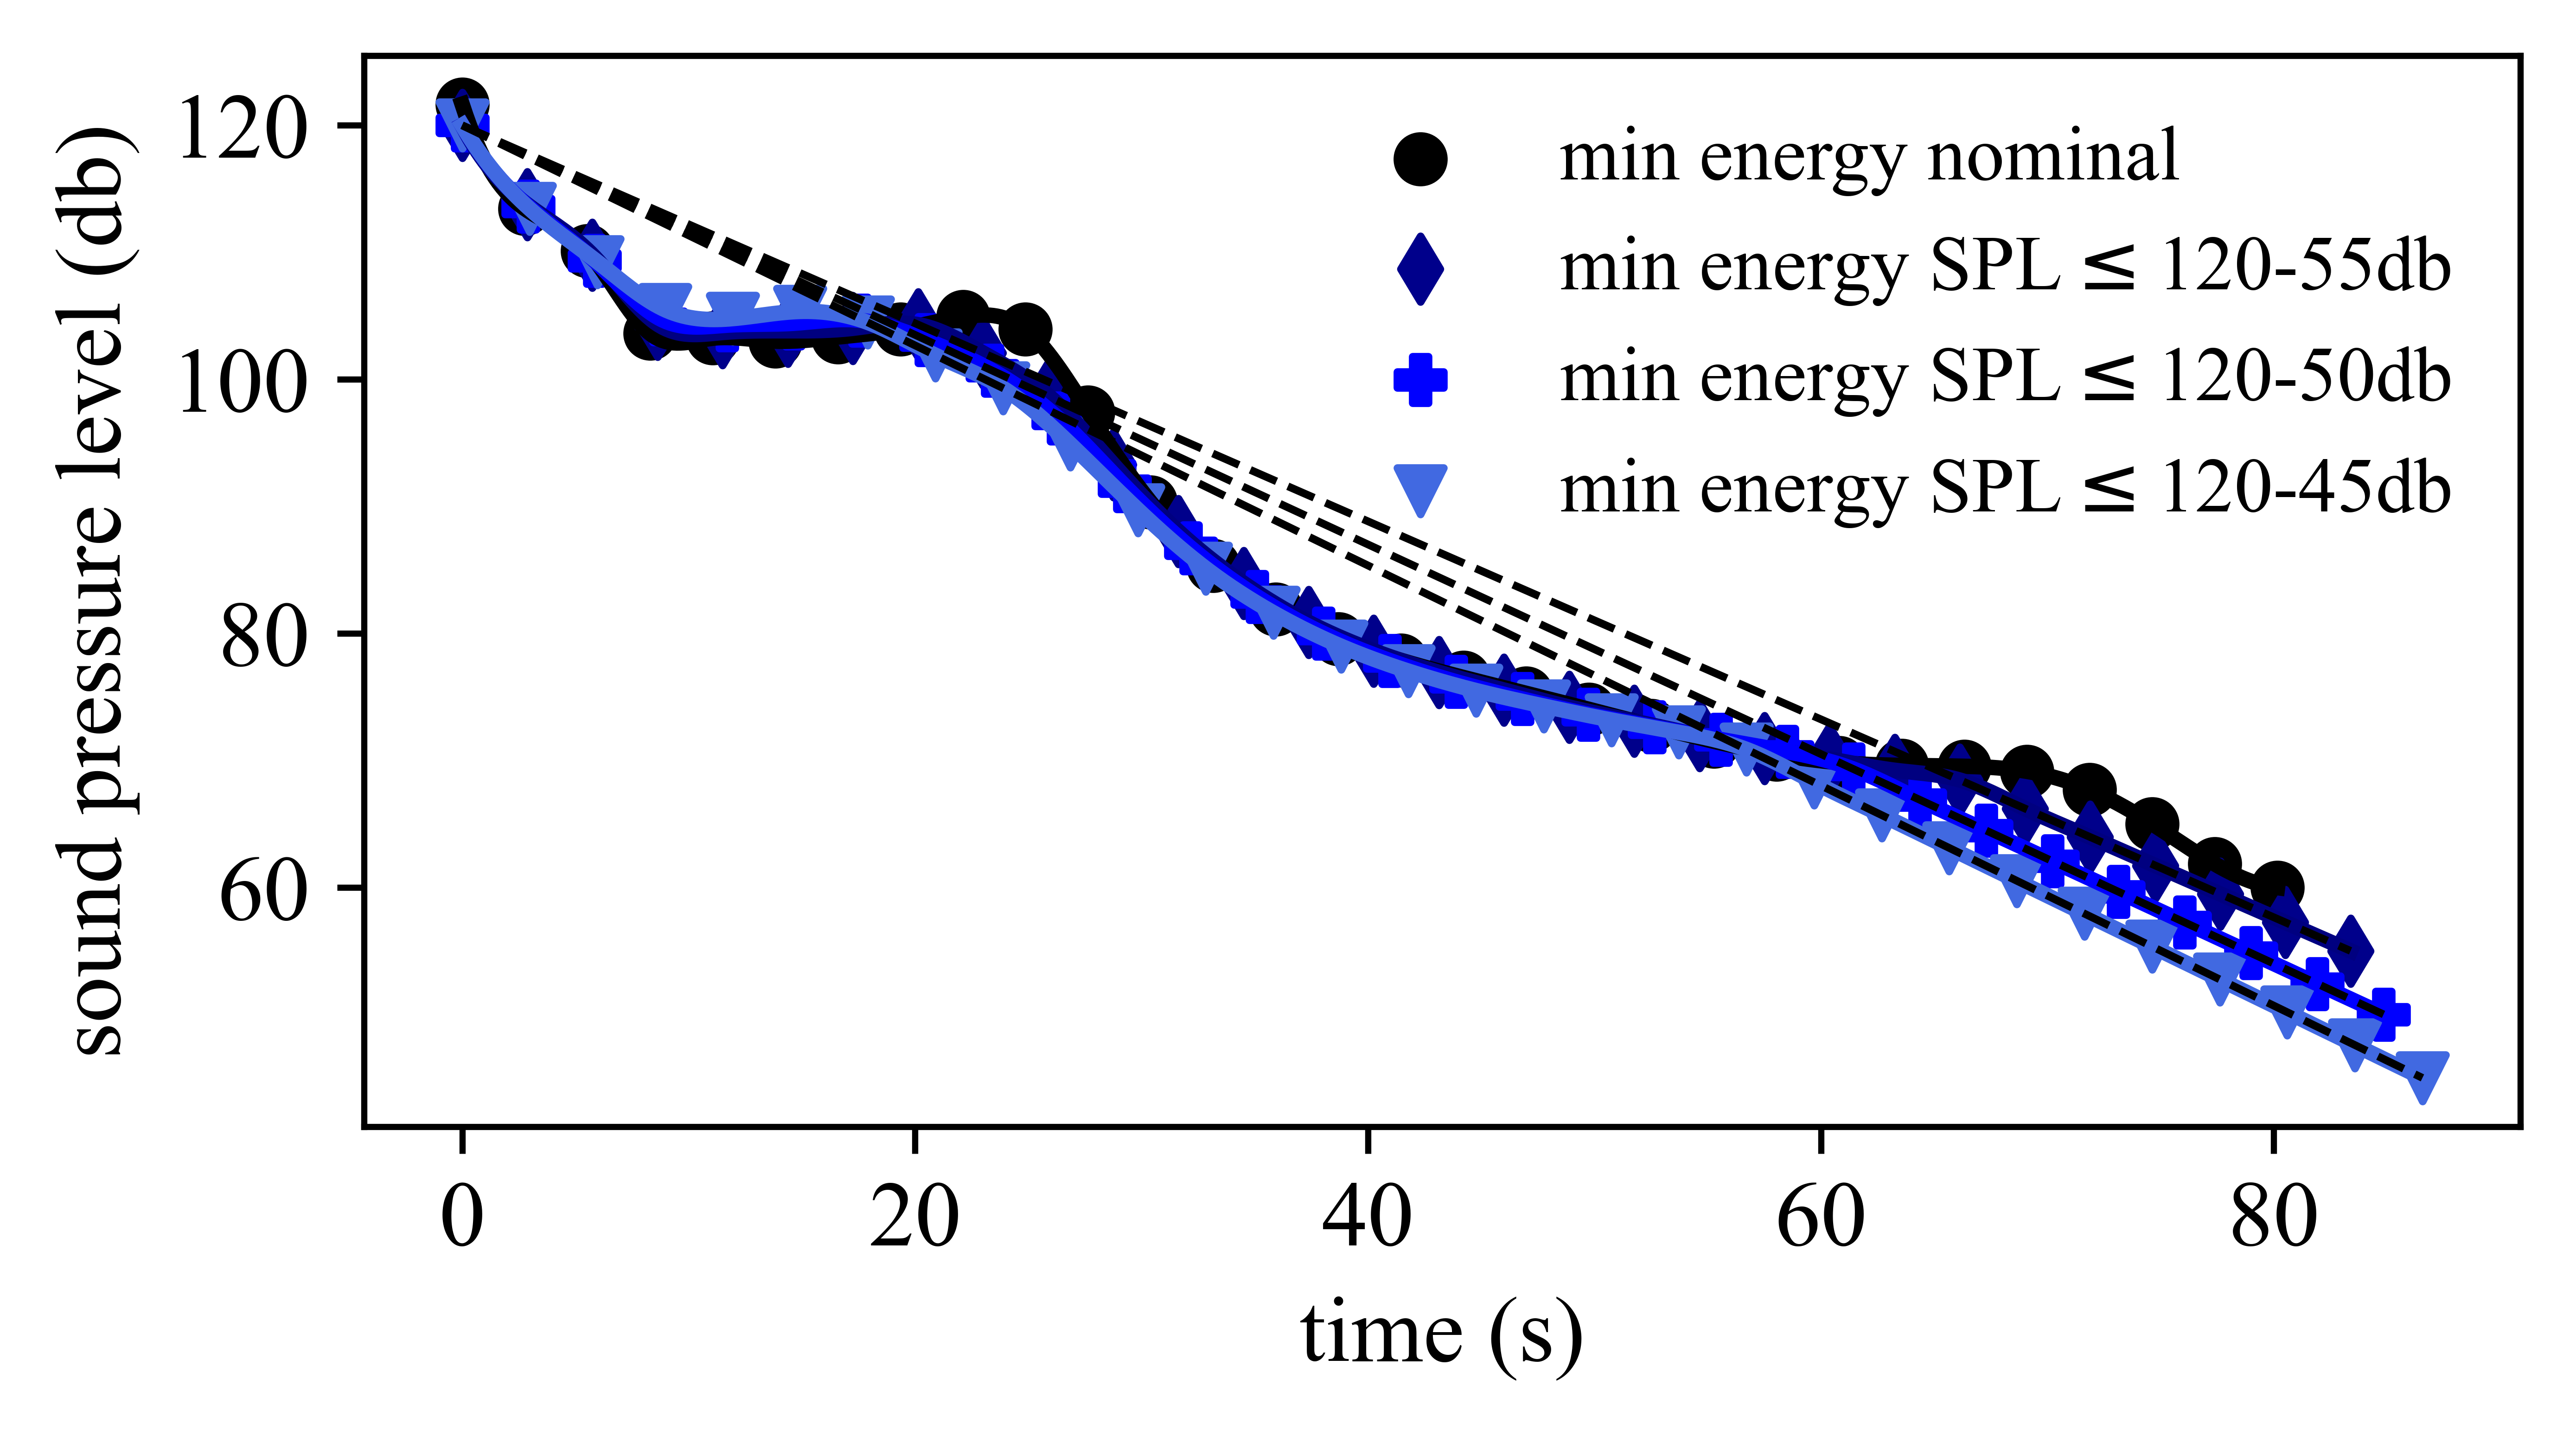 sound pressure level (db)
120
100
80
60
min energy nominal
min energy SPL ≤ 120-55db
min energy SPL ≤ 120-50db
min energy SPL ≤ 120-45db
0 20 40 60 80
time (s)